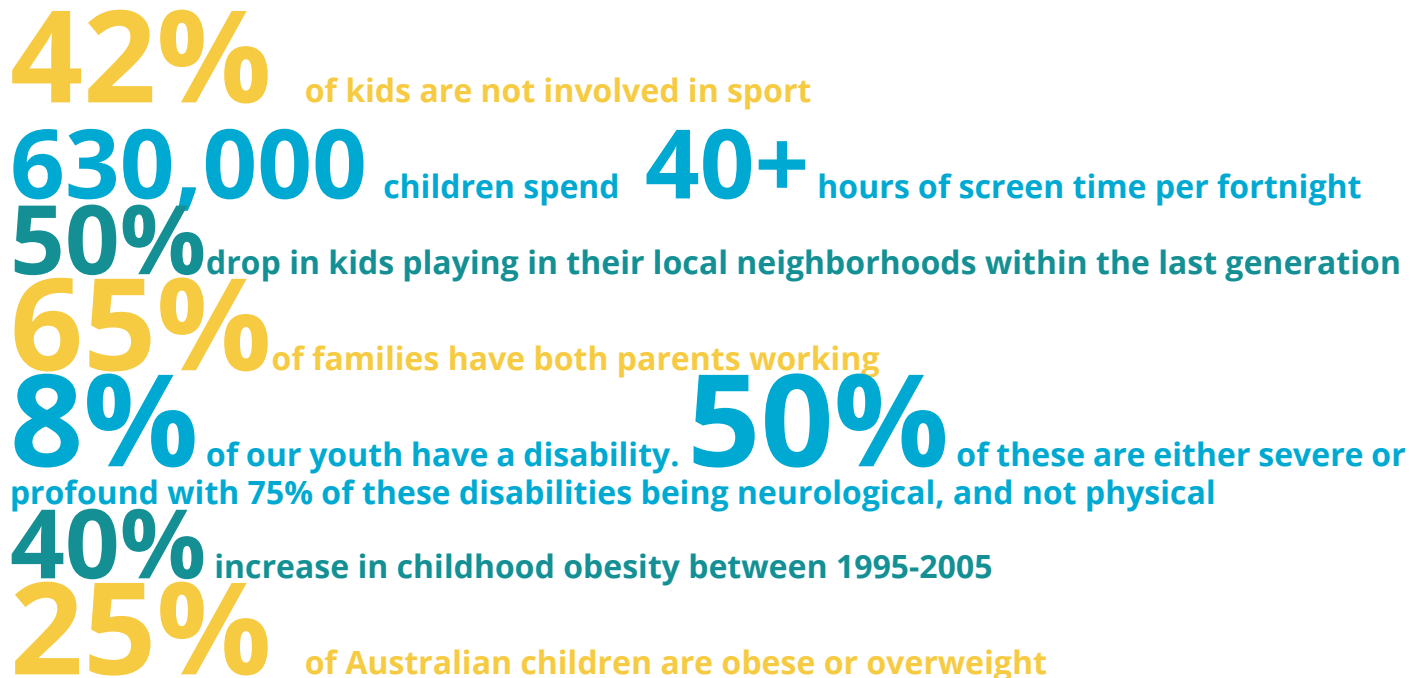 42% of kids are not involved in sport
630,000 children spend 40+ hours of screen time per fortnight
50% drop in kids playing in their local neighborhoods within the last generation
65% of families have both parents working
8% of our youth have a disability. 50% of these are either severe or
profound with 75% of these disabilities being neurological, and not physical
40% increase in childhood obesity between 1995-2005
25% of Australian children are obese or overweight